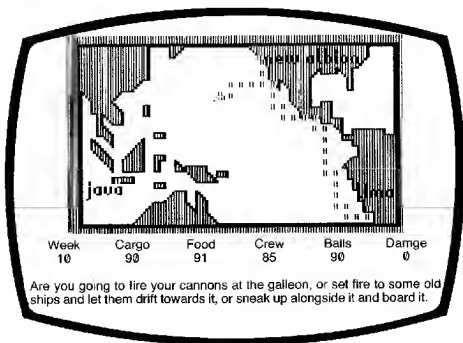 new albion
java
lima
Week Cargo Food Crew Balls Damge
10 90 91 85 90 0
Are you going to fire your cannons at the galleon, or set fire to some old
ships and let them drift towards it, or sneak up alongside it and board it.